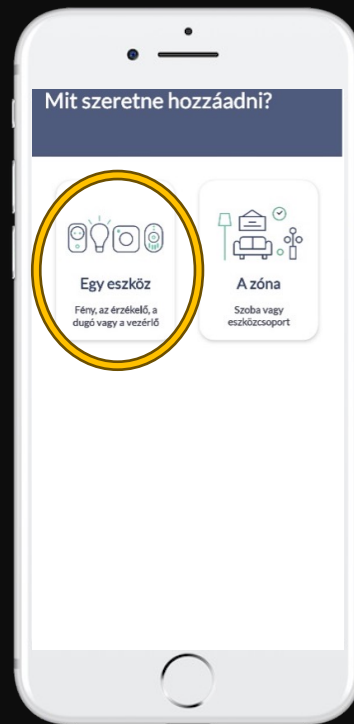 Mit szeretne hozzáadni?
Egy eszköz
Fény, az érzékelő, a
dugó vagy a vezérlő
A zóna
Szoba vagy
eszközcsoport